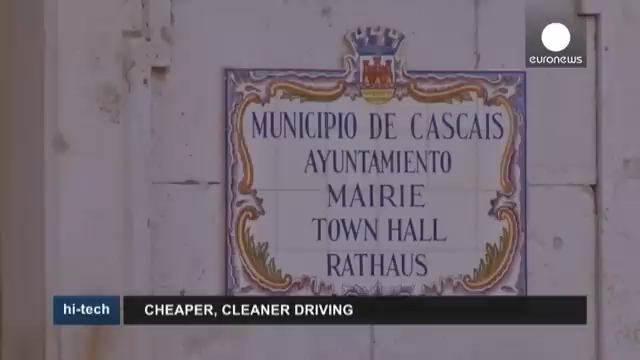 euronews
MUNICIPIO DE CASCAIS
AYUNTAMIENTO
MAIRIE
TOWN HALL
RATHAUS
hi-tech
CHEAPER, CLEANER DRIVING